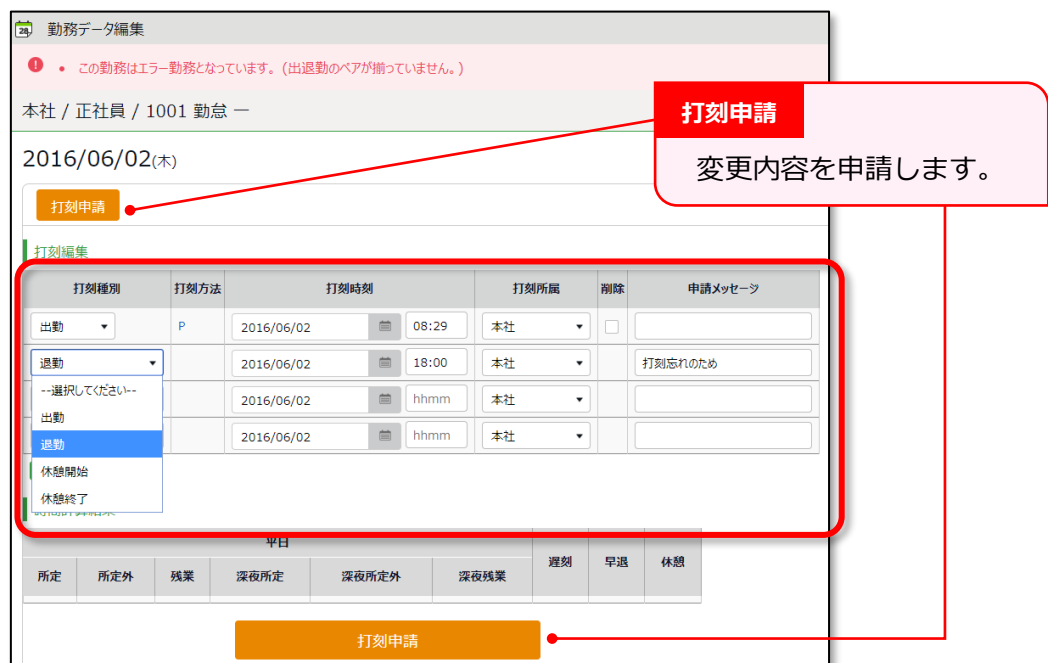 28 勤務データ編集
• この勤務はエラー勤務となっています。(出退勤のペアが揃っていません。)
本社 / 正社員 / 1001 勤怠 一
打刻申請
変更内容を申請します。
2016/06/02(木)
打刻申請
打刻編集
打刻種別 打刻方法 打刻時刻 打刻所属 削除 申請メッセージ
出勤 P 2016/06/02 08:29 本社
退勤 2016/06/02 18:00 本社 打刻忘れのため
--選択してください-- 2016/06/02 hhmm 本社
出勤
退勤 2016/06/02 hhmm 本社
休憩開始
休憩終了
平日 遅刻 早退 休憩
所定 所定外 残業 深夜所定 深夜所定外 深夜残業
打刻申請